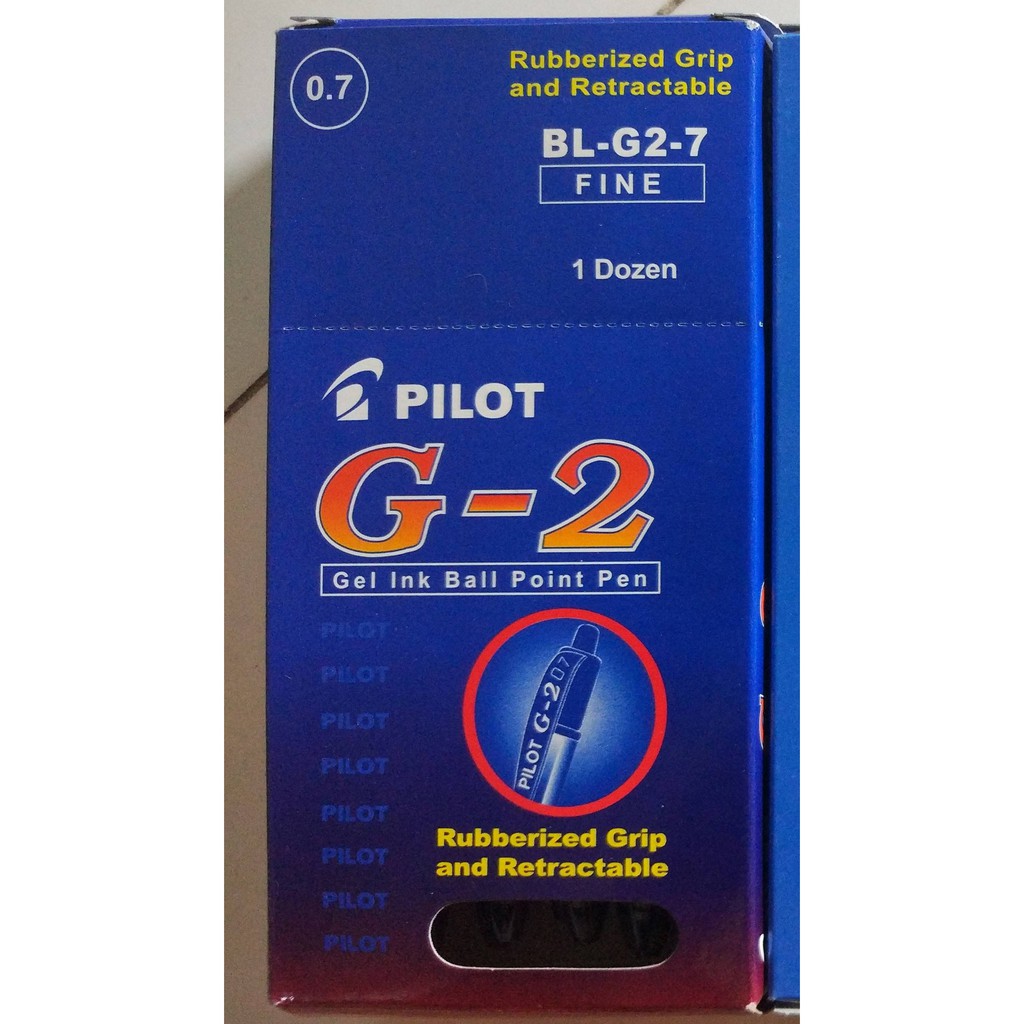 0.7
Rubberized Grip
and Retractable
BL-G2-7
FINE
1 Dozen
PILOT
G-2
Gel Ink Ball Point Pen
PILOT
PILOT
PILOT
PILOT
PILOT
PILOT
PILOT
PILOT
PILOT G-2 07
Rubberized Grip
and Retractable